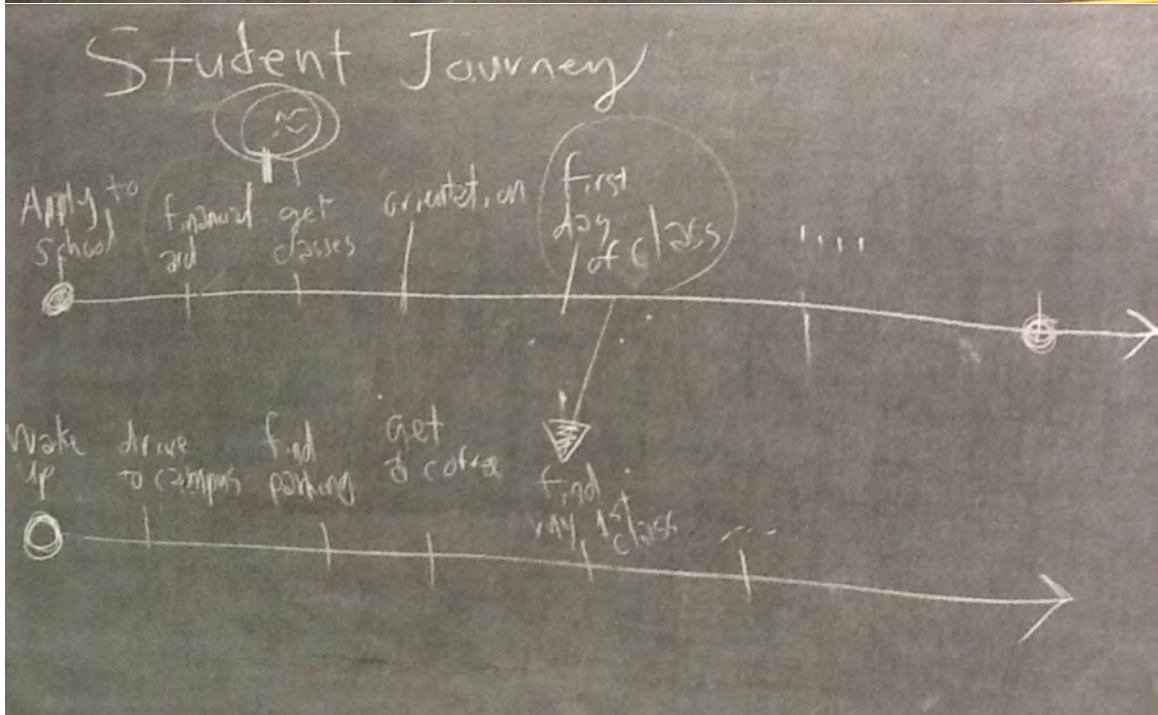 Student Journey
Apply to
school
financial
aid
get
classes
orientation
first
day
of class
....
Wake
up
drive
to campus
find
parking
get
a coffee
find
my 1st
class
....